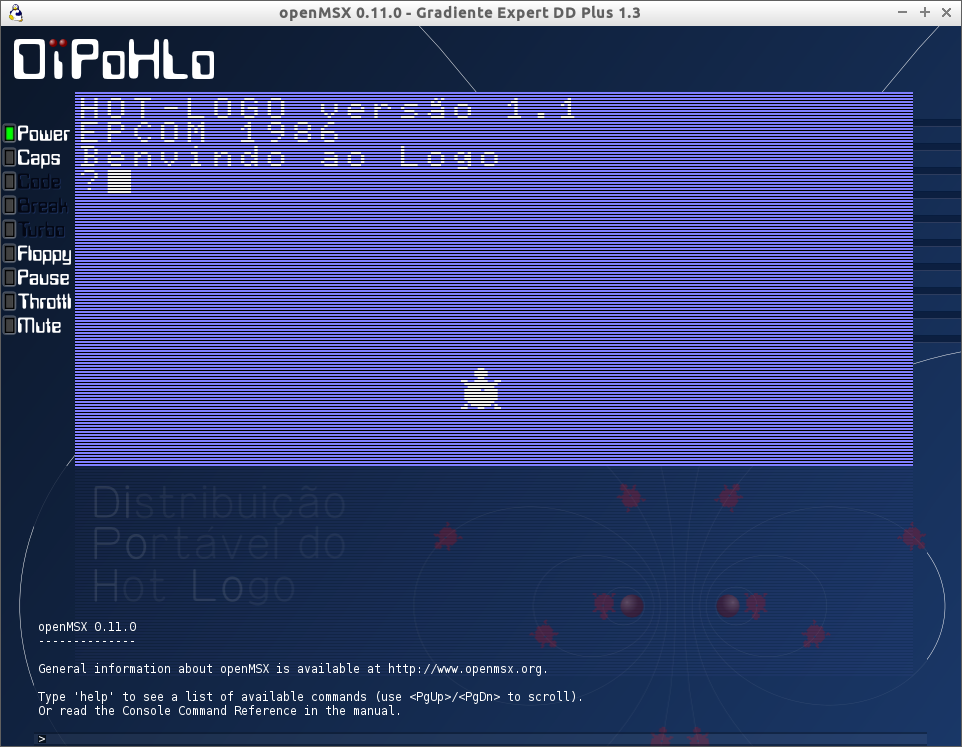 openMSX 0.11.0 - Gradiente Expert DD Plus 1.3
DïPoHLo
HOT-LOGO versão 1.1
EPCOM 1986
Benvindo ao Logo
?
Power
Caps
Code
Break
Turbo
Floppy
Pause
Throttl
Mute
Distribuição
Portável do
Hot Logo
openMSX 0.11.0
--------------
General information about openMSX is available at http://www.openmsx.org.
Type 'help' to see a list of available commands (use <PgUp>/<PgDn> to scroll).
Or read the Console Command Reference in the manual.
>